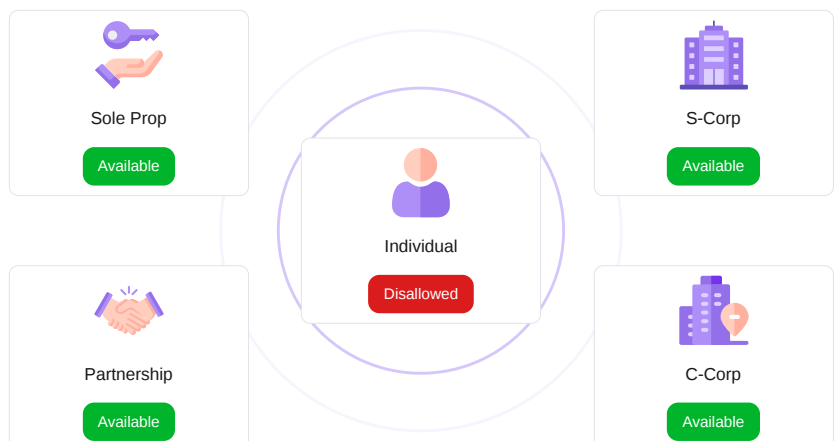 Sole Prop
Available
S-Corp
Available
Individual
Disallowed
Partnership
Available
C-Corp
Available